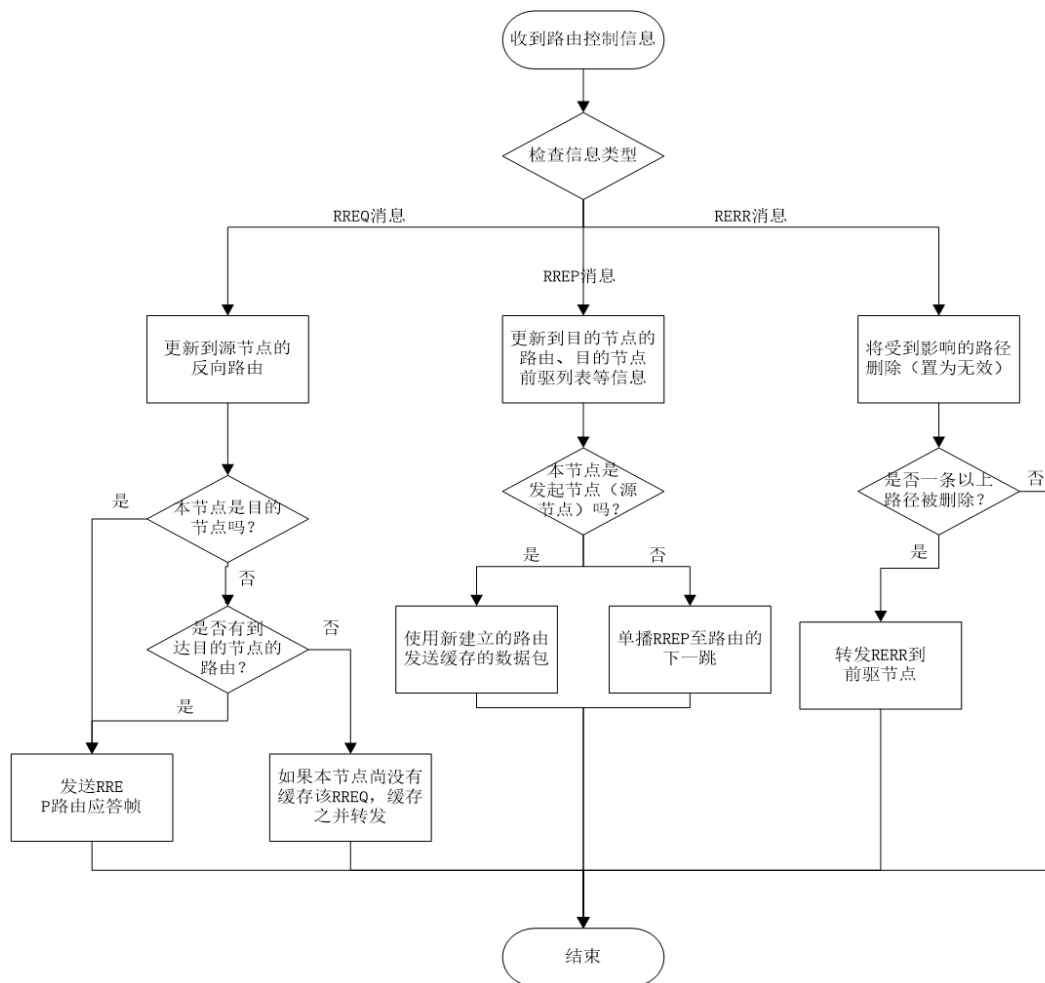 收到路由控制信息
检查信息类型
RREQ消息
RERR消息
RREP消息
更新到源节点的
反向路由
更新到目的节点的
路由、目的节点
前驱列表等信息
将受到影响的路径
删除（置为无效）
是
本节点是目的
节点吗？
本节点是
发起节点（源
节点）吗？
是否一条以上
路径被删除？
否
否
是
否
是
是否有到
达目的节点的
路由？
否
使用新建立的路由
发送缓存的数据包
单播RREP至路由的
下一跳
转发RERR到
前驱节点
是
发送RRE
P路由应答帧
如果本节点尚没有
缓存该RREQ，缓存
之并转发
结束